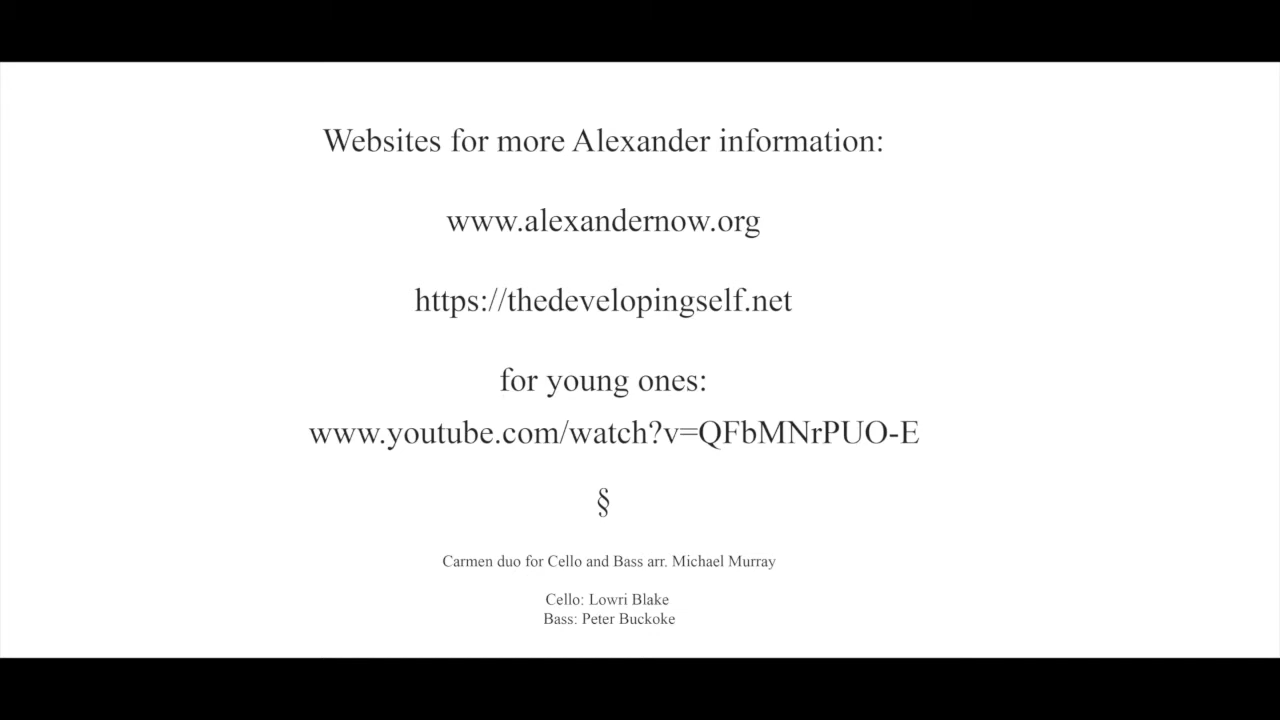 Websites for more Alexander information:
www.alexandernow.org
https://thedevelopingself.net
for young ones:
www.youtube.com/watch?v=QFbMNrPUO-E
§
Carmen duo for Cello and Bass arr. Michael Murray
Cello: Lowri Blake
Bass: Peter Buckoke